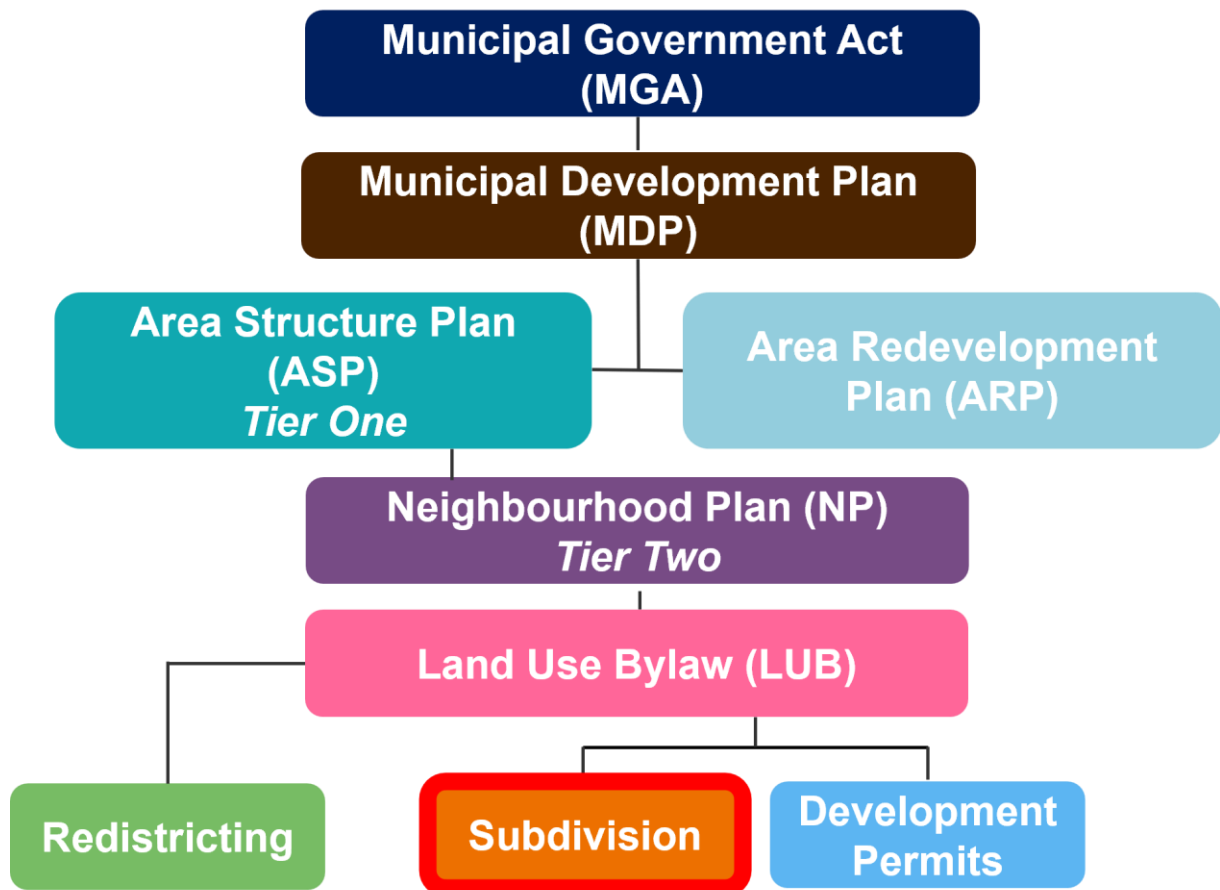 Municipal Government Act
(MGA)
Municipal Development Plan
(MDP)
Area Structure Plan
(ASP)
Tier One
Area Redevelopment
Plan (ARP)
Neighbourhood Plan (NP)
Tier Two
Land Use Bylaw (LUB)
Redistricting
Subdivision
Development
Permits